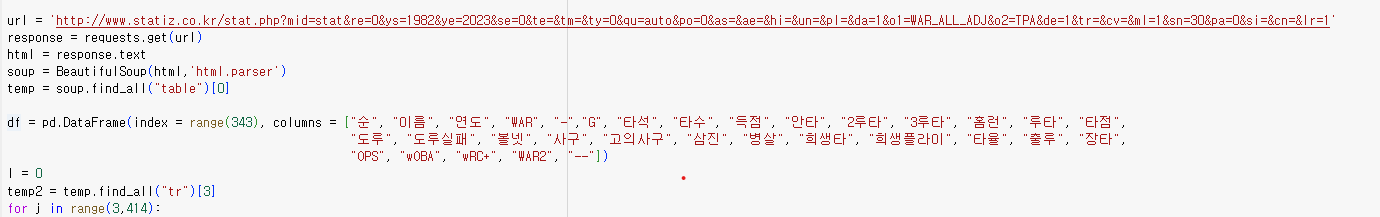 url = 'http://www.statiz.co.kr/stat.php?mid=stat&re=0&ys=1982&ye=2023&se=0&te=&tm=&ty=0&qu=auto&po=0&as=&ae=&hi=&un=&pl=&da=1&o1=WAR_ALL_ADJ&o2=TPA&de=1&tr=&cv=&ml=1&sn=30&pa=0&si=&cn=&lr=1'
response = requests.get(url)
html = response.text
soup = BeautifulSoup(html,'html.parser')
temp = soup.find_all("table")[0]
df = pd.DataFrame(index = range(343), columns = ["순", "이름", "연도", "WAR", "-","G", "타석", "타수", "득점", "안타", "2루타", "3루타", "홈런", "루타", "타점",
"도루", "도루실패", "볼넷", "사구", "고의사구", "삼진", "병살", "희생타", "희생플라이", "타율", "출루", "장타",
"OPS", "wOBA", "wRC+", "WAR2", "--"])
l = 0
temp2 = temp.find_all("tr")[3]
for j in range(3,414):